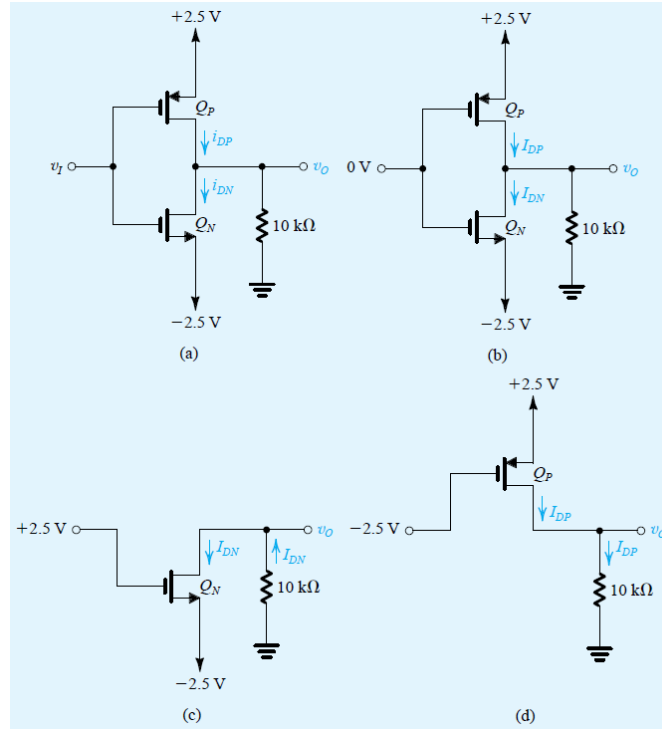 +2.5 V
Q_P
i_DP
v_I
v_O
i_DN
Q_N
10 kΩ
−2.5 V
(a)
+2.5 V
Q_P
I_DP
0 V
v_O
I_DN
Q_N
10 kΩ
−2.5 V
(b)
+2.5 V
v_O
I_DN
I_DN
Q_N
10 kΩ
−2.5 V
(c)
+2.5 V
Q_P
−2.5 V
I_DP
v_O
I_DP
10 kΩ
(d)